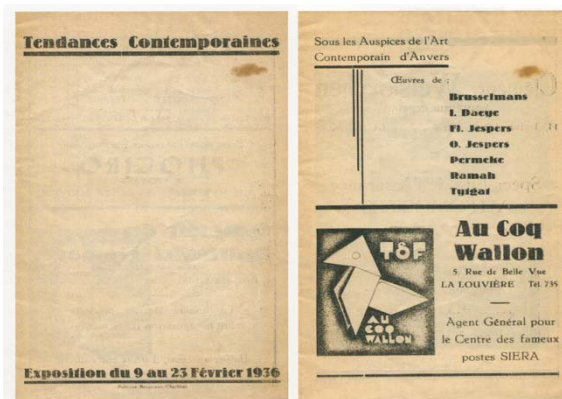 Tendances Contemporaines
Exposition du 9 au 23 Février 1936
Sous les Auspices de l'Art
Contemporain d'Anvers
Œuvres de :
Brusselmans
I. Daeye
Fl. Jespers
O. Jespers
Permeke
Ramah
Tytgat
T&F
AU
COQ
WALLON
Au Coq
Wallon
5, Rue de Belle Vue
LA LOUVIÈRE Tél. 735
Agent Général pour
le Centre des fameux
postes SIERA